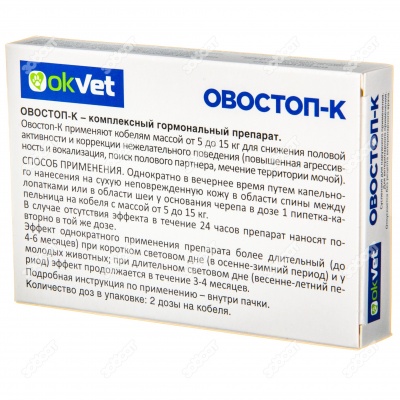 okvet
ОВОСТОП-К
ОВОСТОП-К – комплексный гормональный препарат.
Овостоп-К применяют кобелям массой от 5 до 15 кг для снижения половой
активности и коррекции нежелательного поведения (повышенная агрессив-
ность и вокализация, поиск полового партнера, мечение территории мочой).
СПОСОБ ПРИМЕНЕНИЯ. Однократно в вечернее время путем капельно-
го нанесения на сухую неповрежденную кожу в области спины между
лопатками или в области шеи у основания черепа в дозе 1 пипетка-ка-
пельница на кобеля с массой от 5 до 15 кг.
В случае отсутствия эффекта в течение 24 часов препарат наносят по-
вторно в той же дозе.
Эффект однократного применения препарата более длительный (до
4-6 месяцев) при коротком световом дне (в осенне-зимний период) и у
молодых животных; при длительном световом дне (весенне-летний пе-
риод) эффект продолжается в течение 3-4 месяцев.
Подробная инструкция по применению – внутри пачки.
Количество доз в упаковке: 2 дозы на кобеля.
okvet
ОВОСТОП-К